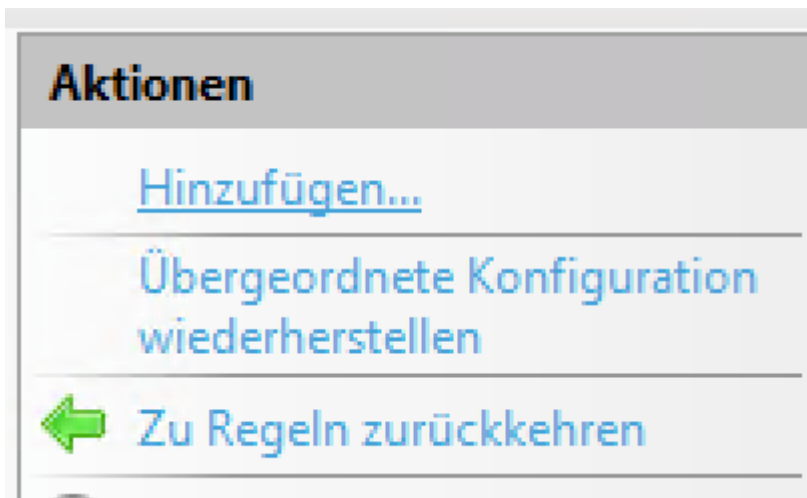 Aktionen
Hinzufügen...
Übergeordnete Konfiguration
wiederherstellen
Zu Regeln zurückkehren